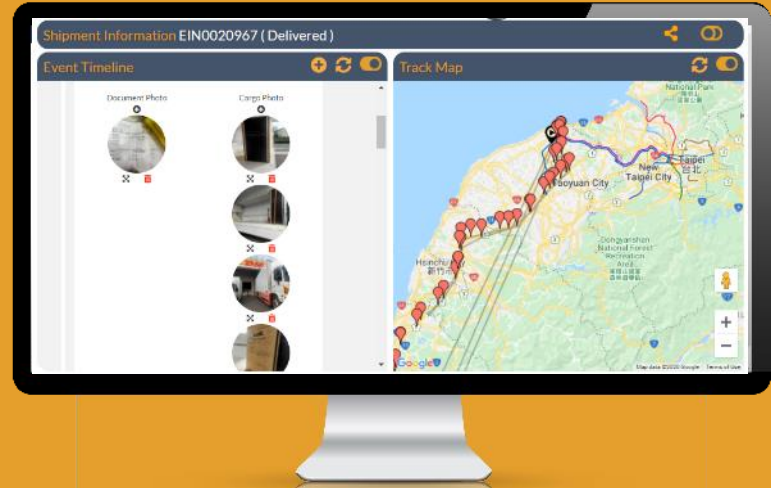 Shipment Information EIN0020967 ( Delivered )
Event Timeline
Track Map
Document Photo
Cargo Photo
National Park
Taipei
台北
New
Taipei City
Taoyuan City
Dongyanshan
National Forest
Recreation
Area
Hsinchu City
新竹市
Google
Map data ©2020 Google
Terms of Use